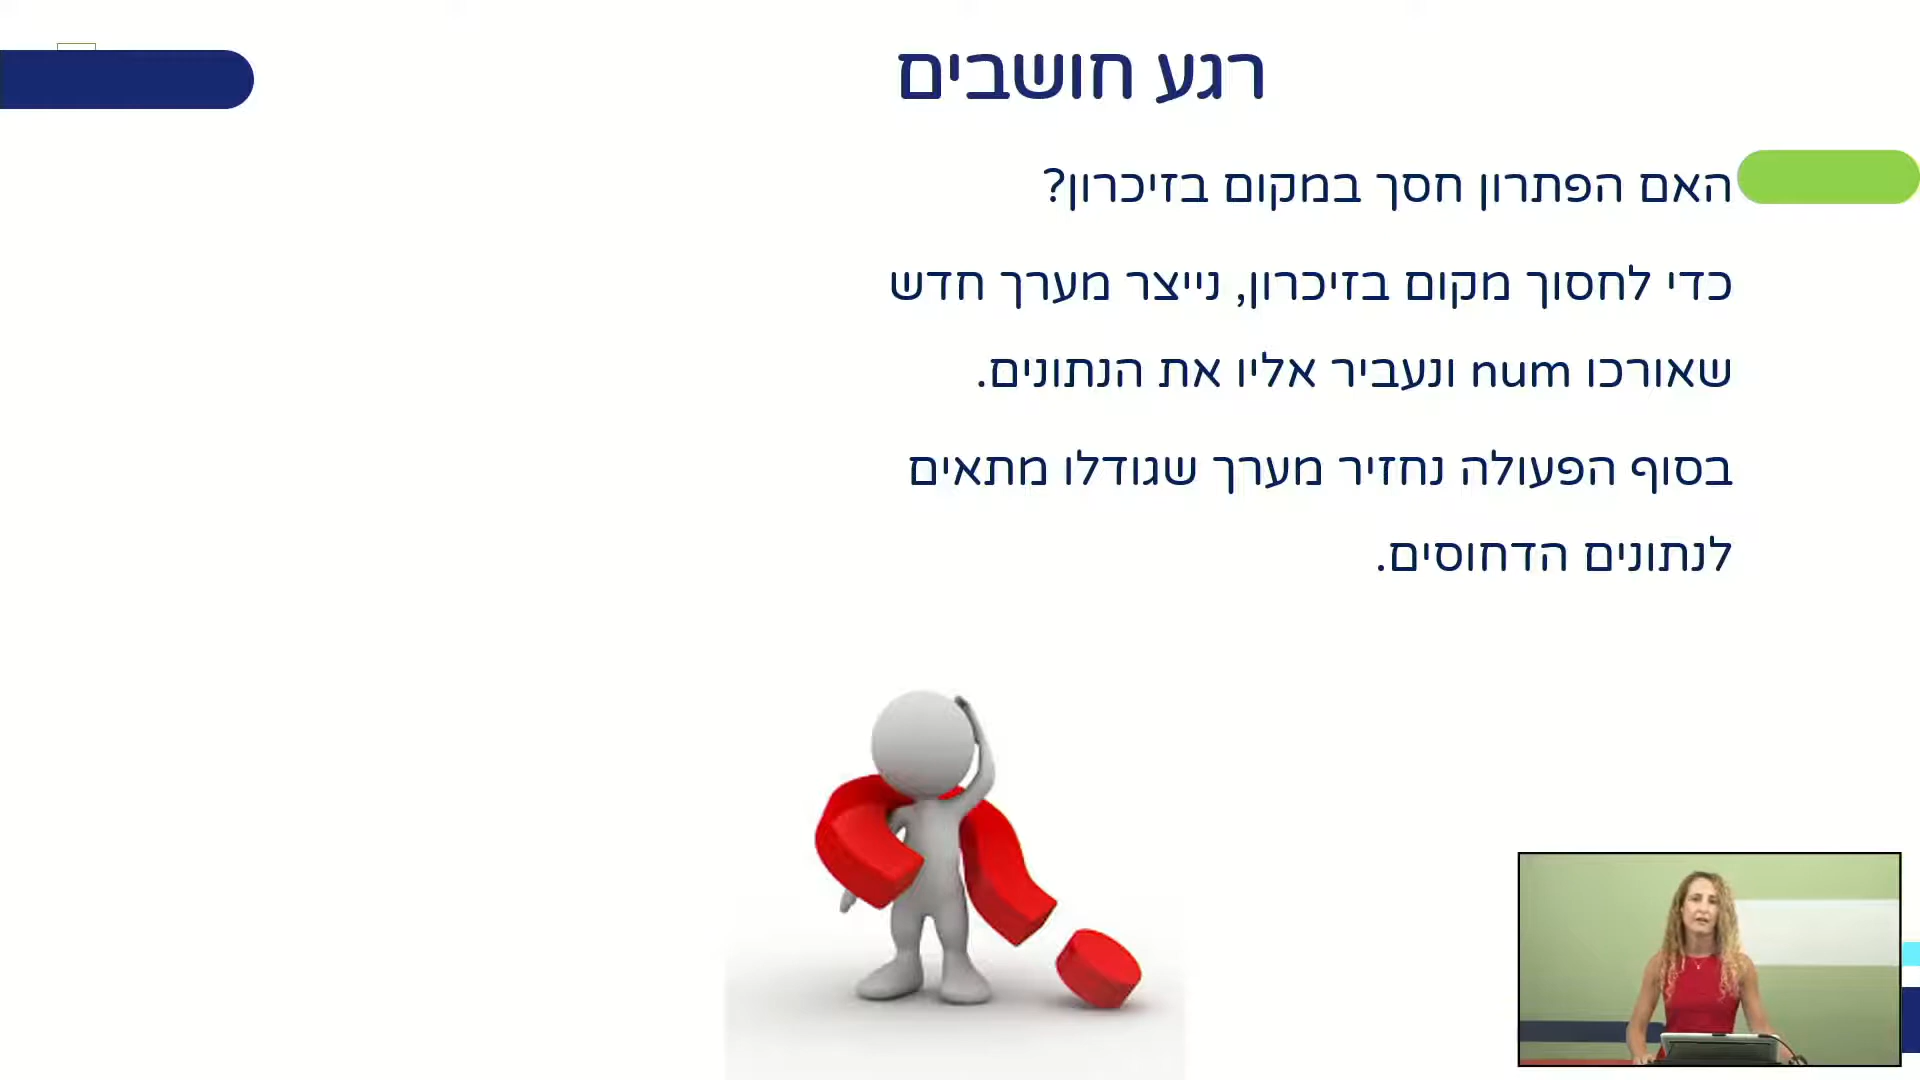 רגע חושבים
האם הפתרון חסך במקום בזיכרון?
כדי לחסוך מקום בזיכרון, נייצר מערך חדש
שאורכו num ונעביר אליו את הנתונים.
בסוף הפעולה נחזיר מערך שגודלו מתאים
לנתונים הדחוסים.